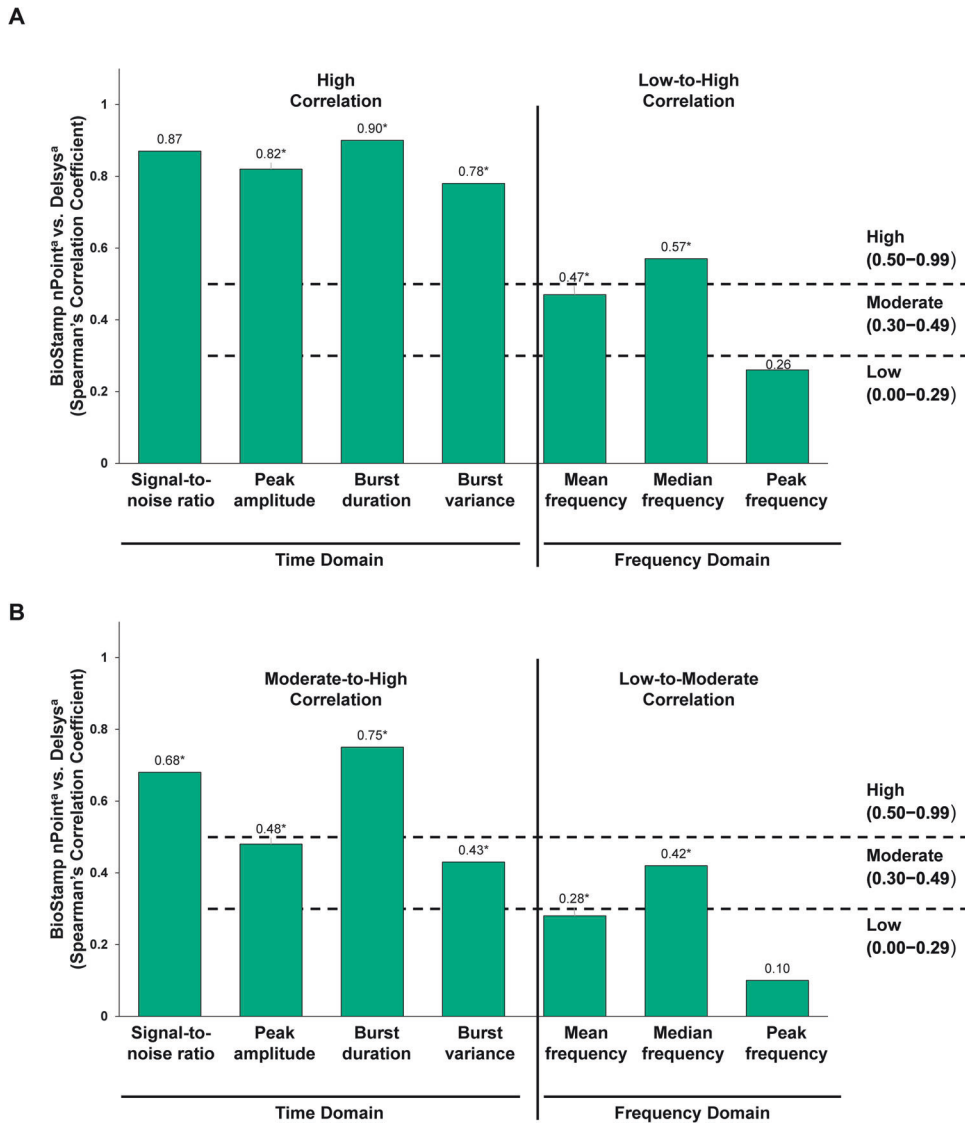 A
High
Correlation
Low-to-High
Correlation
BioStamp nPointᵃ vs. Delsysᵃ
(Spearman's Correlation Coefficient)
1
0.8
0.6
0.4
0.2
0
0.87
0.82*
0.90*
0.78*
0.47*
0.57*
0.26
High
(0.50−0.99)
Moderate
(0.30−0.49)
Low
(0.00−0.29)
Signal-to-
noise ratio
Peak
amplitude
Burst
duration
Burst
variance
Mean
frequency
Median
frequency
Peak
frequency
Time Domain
Frequency Domain
B
Moderate-to-High
Correlation
Low-to-Moderate
Correlation
BioStamp nPointᵃ vs. Delsysᵃ
(Spearman's Correlation Coefficient)
1
0.8
0.6
0.4
0.2
0
0.68*
0.48*
0.75*
0.43*
0.28*
0.42*
0.10
High
(0.50−0.99)
Moderate
(0.30−0.49)
Low
(0.00−0.29)
Signal-to-
noise ratio
Peak
amplitude
Burst
duration
Burst
variance
Mean
frequency
Median
frequency
Peak
frequency
Time Domain
Frequency Domain